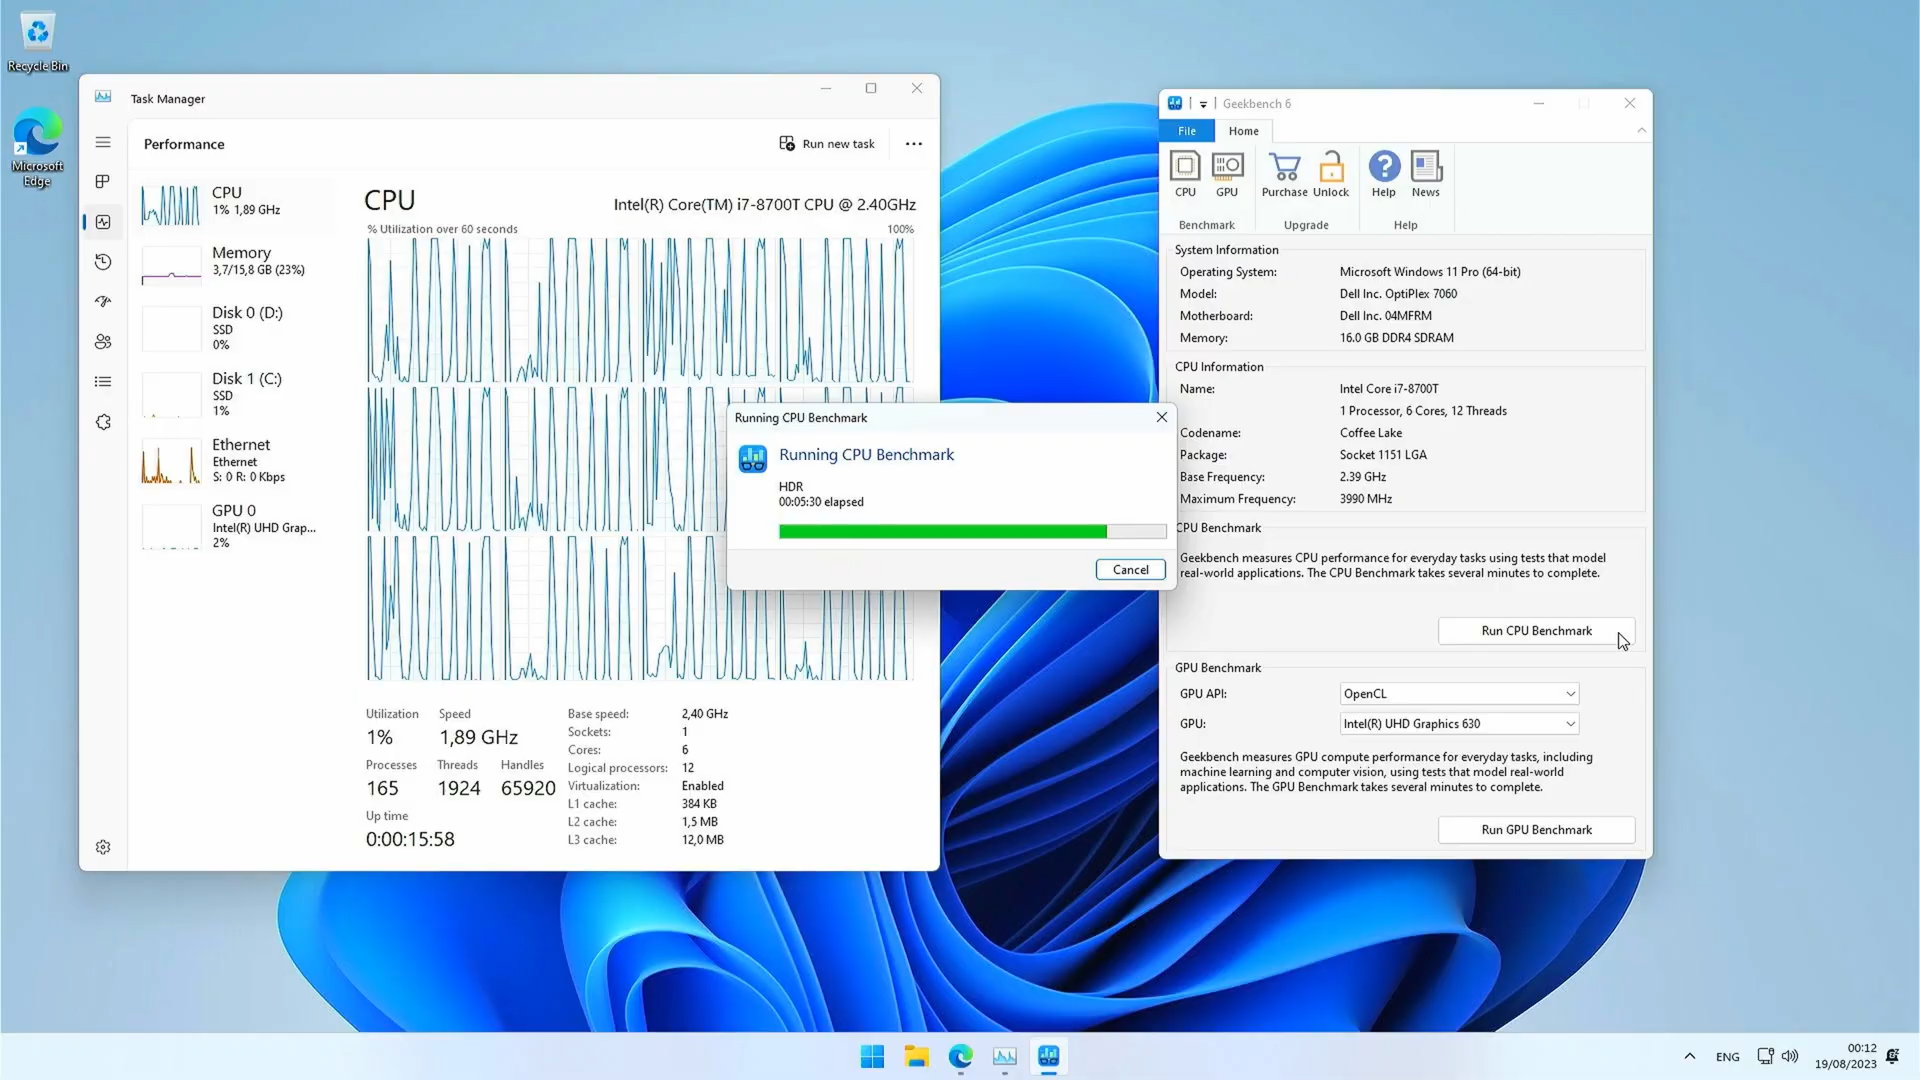 Recycle Bin
Microsoft
Edge
Task Manager
Performance
Run new task
CPU
1% 1,89 GHz
Memory
3,7/15,8 GB (23%)
Disk 0 (D:)
SSD
0%
Disk 1 (C:)
SSD
1%
Ethernet
Ethernet
S: 0 R: 0 Kbps
GPU 0
Intel(R) UHD Grap...
2%
CPU
Intel(R) Core(TM) i7-8700T CPU @ 2.40GHz
% Utilization over 60 seconds
100%
Utilization
Speed
1%
1,89 GHz
Processes
Threads
Handles
165
1924
65920
Up time
0:00:15:58
Base speed:
2,40 GHz
Sockets:
1
Cores:
6
Logical processors:
12
Virtualization:
Enabled
L1 cache:
384 KB
L2 cache:
1,5 MB
L3 cache:
12,0 MB
Running CPU Benchmark
Running CPU Benchmark
HDR
00:05:30 elapsed
Cancel
Geekbench 6
File
Home
CPU
GPU
Purchase
Unlock
Help
News
Benchmark
Upgrade
Help
System Information
Operating System:
Microsoft Windows 11 Pro (64-bit)
Model:
Dell Inc. OptiPlex 7060
Motherboard:
Dell Inc. 04MFRM
Memory:
16.0 GB DDR4 SDRAM
CPU Information
Name:
Intel Core i7-8700T
1 Processor, 6 Cores, 12 Threads
Codename:
Coffee Lake
Package:
Socket 1151 LGA
Base Frequency:
2.39 GHz
Maximum Frequency:
3990 MHz
CPU Benchmark
Geekbench measures CPU performance for everyday tasks using tests that model
real-world applications. The CPU Benchmark takes several minutes to complete.
Run CPU Benchmark
GPU Benchmark
GPU API:
OpenCL
GPU:
Intel(R) UHD Graphics 630
Geekbench measures GPU compute performance for everyday tasks, including
machine learning and computer vision, using tests that model real-world
applications. The GPU Benchmark takes several minutes to complete.
Run GPU Benchmark
ENG
00:12
19/08/2023